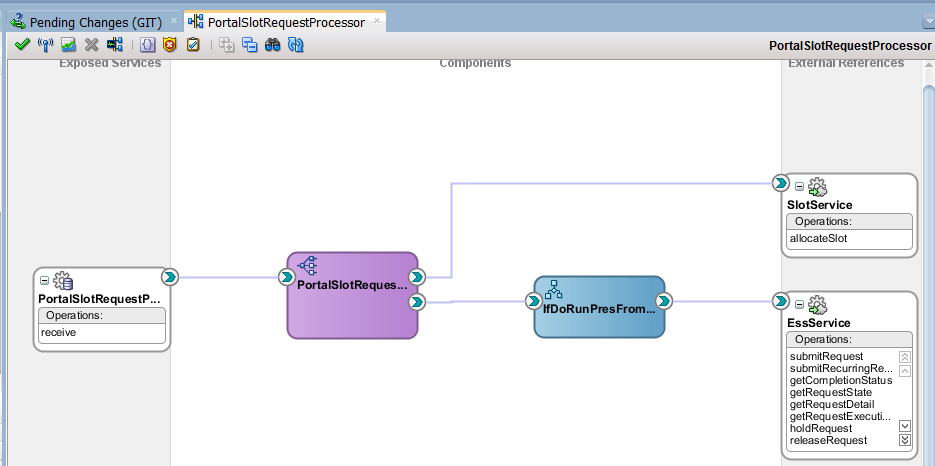 Pending Changes (GIT)
PortalSlotRequestProcessor
PortalSlotRequestProcessor
Exposed Services
Components
External References
PortalSlotRequestP...
Operations:
receive
PortalSlotReques...
IfDoRunPresFrom...
SlotService
Operations:
allocateSlot
EssService
Operations:
submitRequest
submitRecurringRe...
getCompletionStatus
getRequestState
getRequestDetail
getRequestExecuti...
holdRequest
releaseRequest